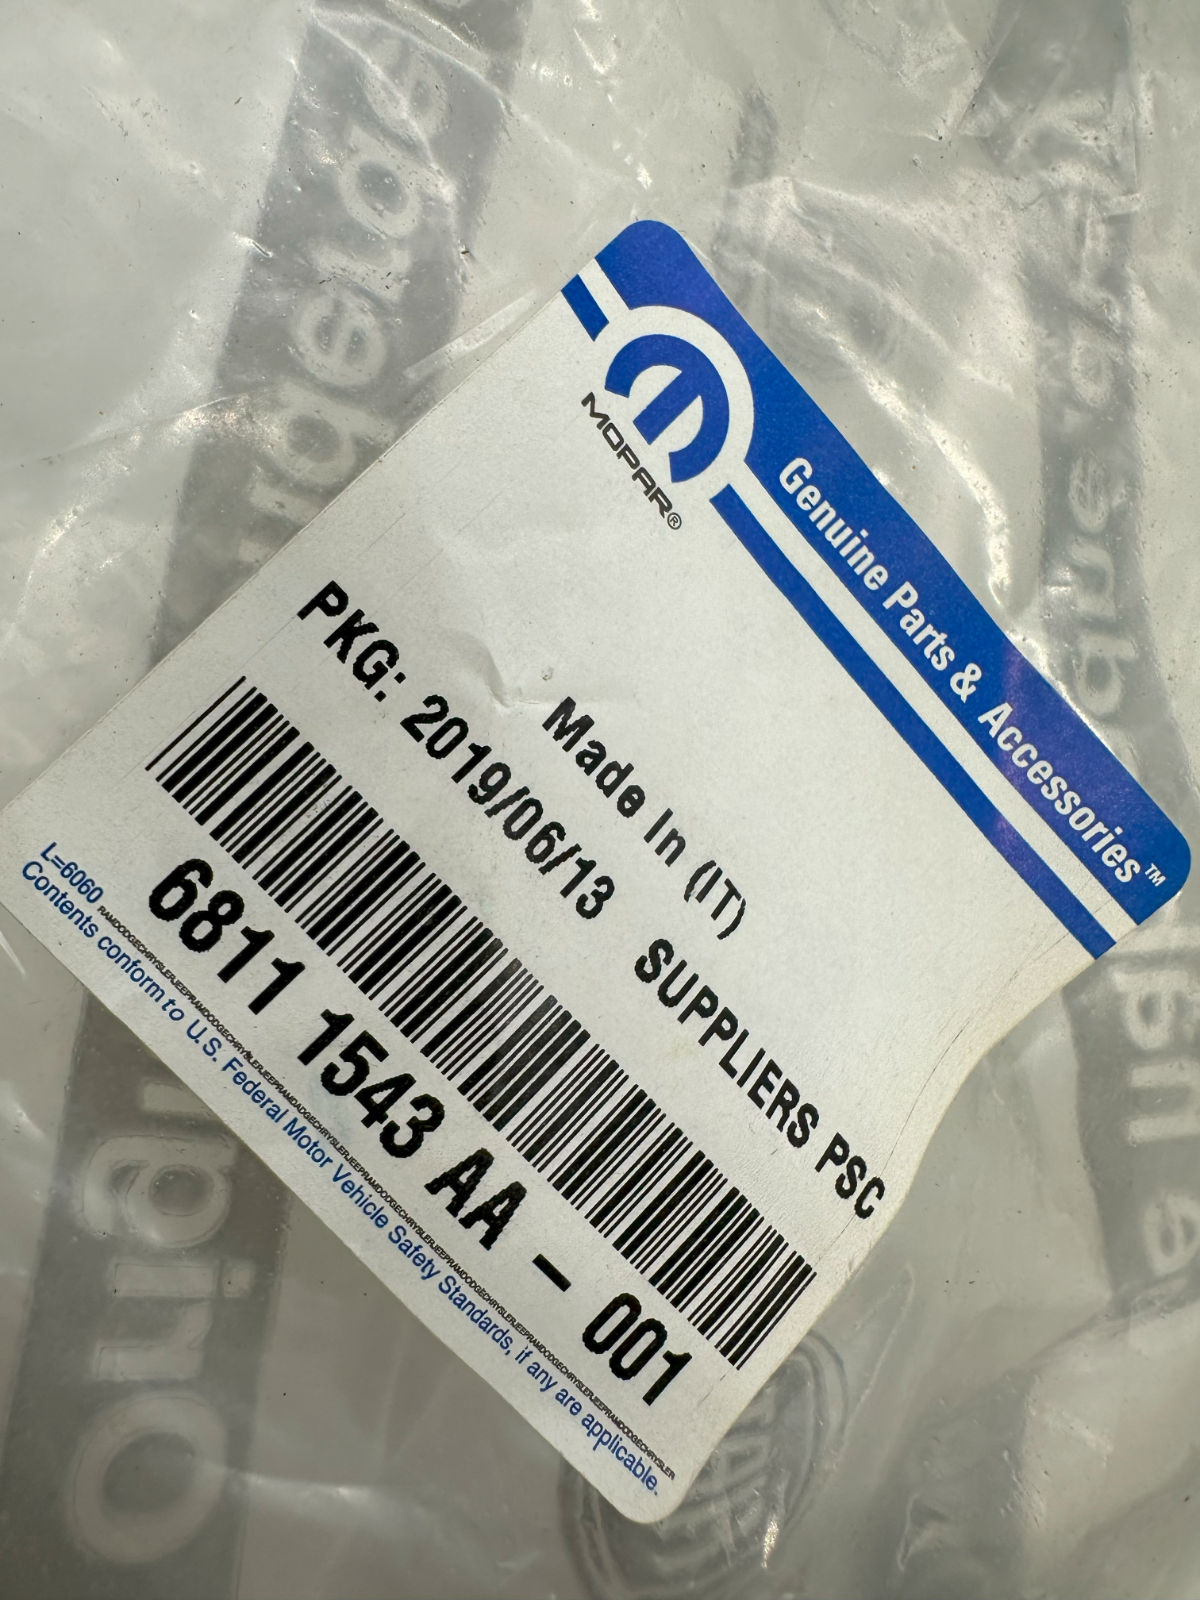 Genuine Parts & Accessories™
MOPAR®
Made In (IT)
PKG: 2019/06/13 SUPPLIERS PSC
6811 1543 AA - 001
L=6060
Contents conform to U.S. Federal Motor Vehicle Safety Standards, if any are applicable.